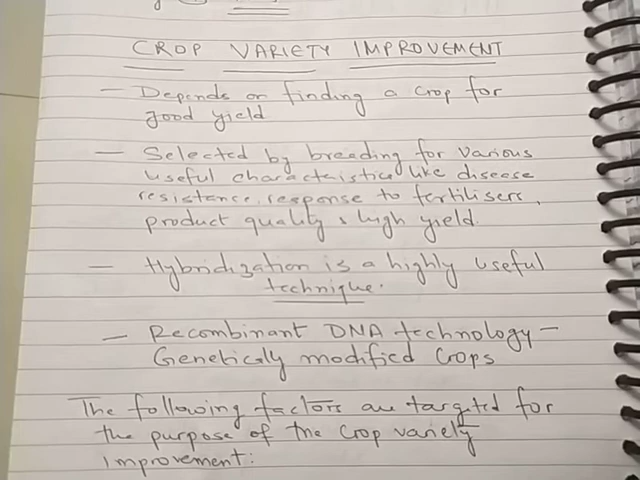 CROP VARIETY IMPROVEMENT
- Depends on finding a crop for
good yield
- Selected by breeding for various
useful characteristics like disease
resistance, response to fertilisers,
product quality & high yield.
- Hybridization is a highly useful
technique.
- Recombinant DNA technology -
Genetically modified Crops
The following factors are targeted for
the purpose of the Crop variety
improvement: